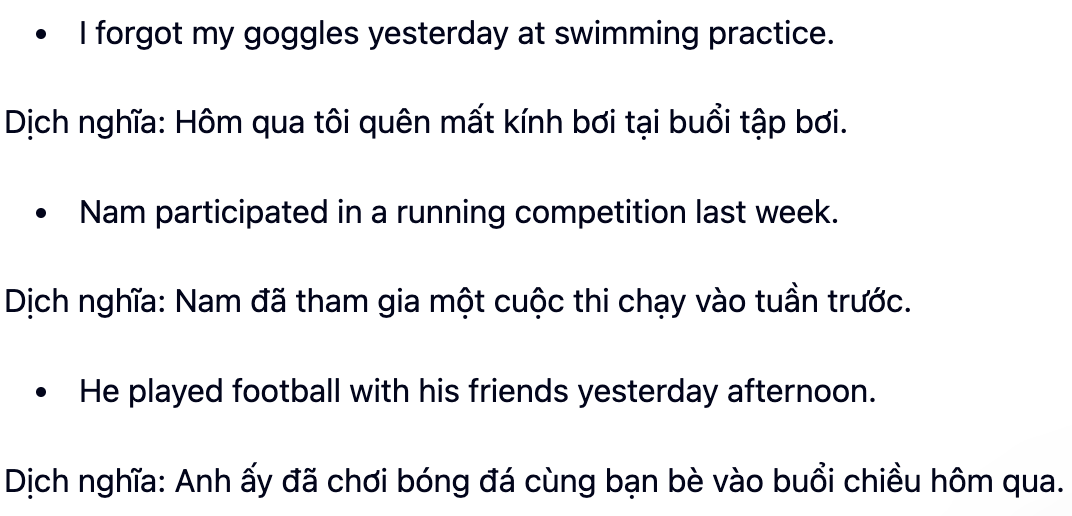 • I forgot my goggles yesterday at swimming practice.
Dịch nghĩa: Hôm qua tôi quên mất kính bơi tại buổi tập bơi.
• Nam participated in a running competition last week.
Dịch nghĩa: Nam đã tham gia một cuộc thi chạy vào tuần trước.
• He played football with his friends yesterday afternoon.
Dịch nghĩa: Anh ấy đã chơi bóng đá cùng bạn bè vào buổi chiều hôm qua.